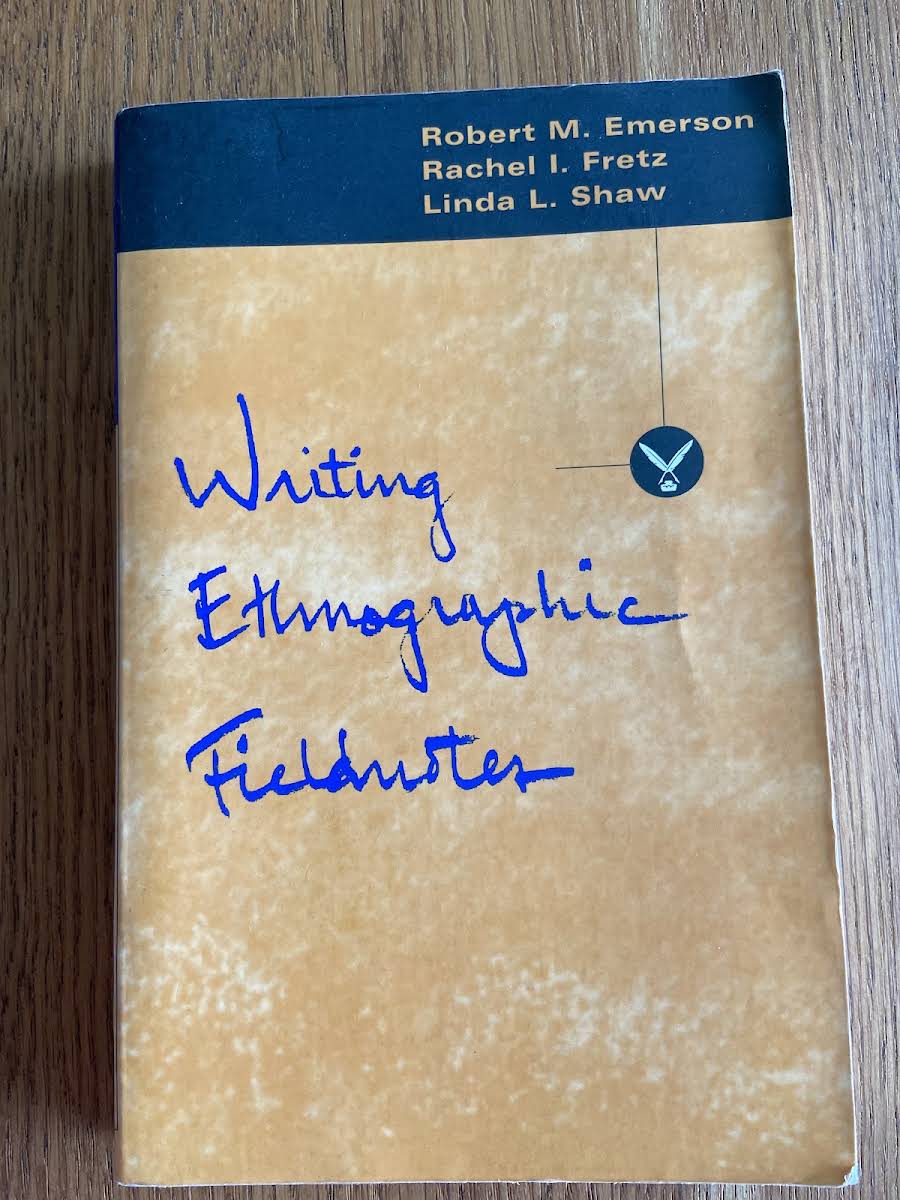 Robert M. Emerson
Rachel I. Fretz
Linda L. Shaw
Writing
Ethnographic
Fieldnotes